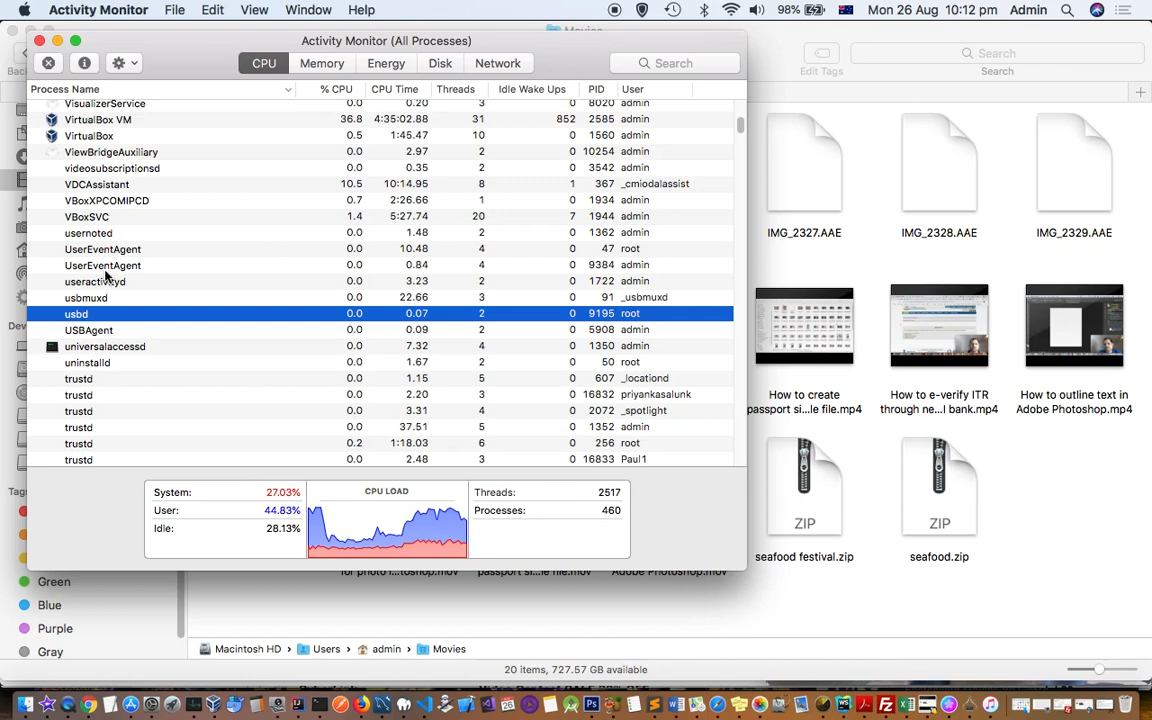 Activity Monitor File Edit View Window Help 98% Mon 26 Aug 10:12 pm Admin
Activity Monitor (All Processes)
CPU Memory Energy Disk Network Search
Edit Tags Search
Search
Process Name % CPU CPU Time Threads Idle Wake Ups PID User
VisualizerService 0.0 0.20 3 0 8020 admin
VirtualBox VM 36.8 4:35:02.88 31 852 2585 admin
VirtualBox 0.5 1:45.47 10 0 1560 admin
ViewBridgeAuxiliary 0.0 2.97 2 0 10254 admin
videosubscriptionsd 0.0 0.35 2 0 3542 admin
VDCAssistant 10.5 10:14.95 8 1 367 _cmiodalassist
VBoxXPCOMIPCD 0.7 2:26.66 1 0 1934 admin
VBoxSVC 1.4 5:27.74 20 7 1944 admin
usernoted 0.0 1.48 2 0 1362 admin
UserEventAgent 0.0 10.48 4 0 47 root
UserEventAgent 0.0 0.84 4 0 9384 admin
useractivityd 0.0 3.23 2 0 1722 admin
usbmuxd 0.0 22.66 3 0 91 _usbmuxd
usbd 0.0 0.07 2 0 9195 root
USBAgent 0.0 0.09 2 0 5908 admin
universalaccessd 0.0 7.32 4 0 1350 admin
uninstalld 0.0 1.67 2 0 50 root
trustd 0.0 1.15 5 0 607 _locationd
trustd 0.0 2.20 3 0 16832 priyankasalunk
trustd 0.0 3.31 4 0 2072 _spotlight
trustd 0.0 37.51 5 0 1352 admin
trustd 0.2 1:18.03 6 0 256 root
trustd 0.0 2.48 3 0 16833 Paul1
System: 27.03%
User: 44.83%
Idle: 28.13%
CPU LOAD
Threads: 2517
Processes: 460
IMG_2327.AAE IMG_2328.AAE IMG_2329.AAE
How to create
passport si...le file.mp4
How to e-verify ITR
through ne...l bank.mp4
How to outline text in
Adobe Photoshop.mp4
ZIP ZIP
seafood festival.zip seafood.zip
for photo i...toshop.mov passport si...le file.mov Adobe Photoshop.mov
Tags
Green
Blue
Purple
Gray
Macintosh HD › Users › admin › Movies
20 items, 727.57 GB available